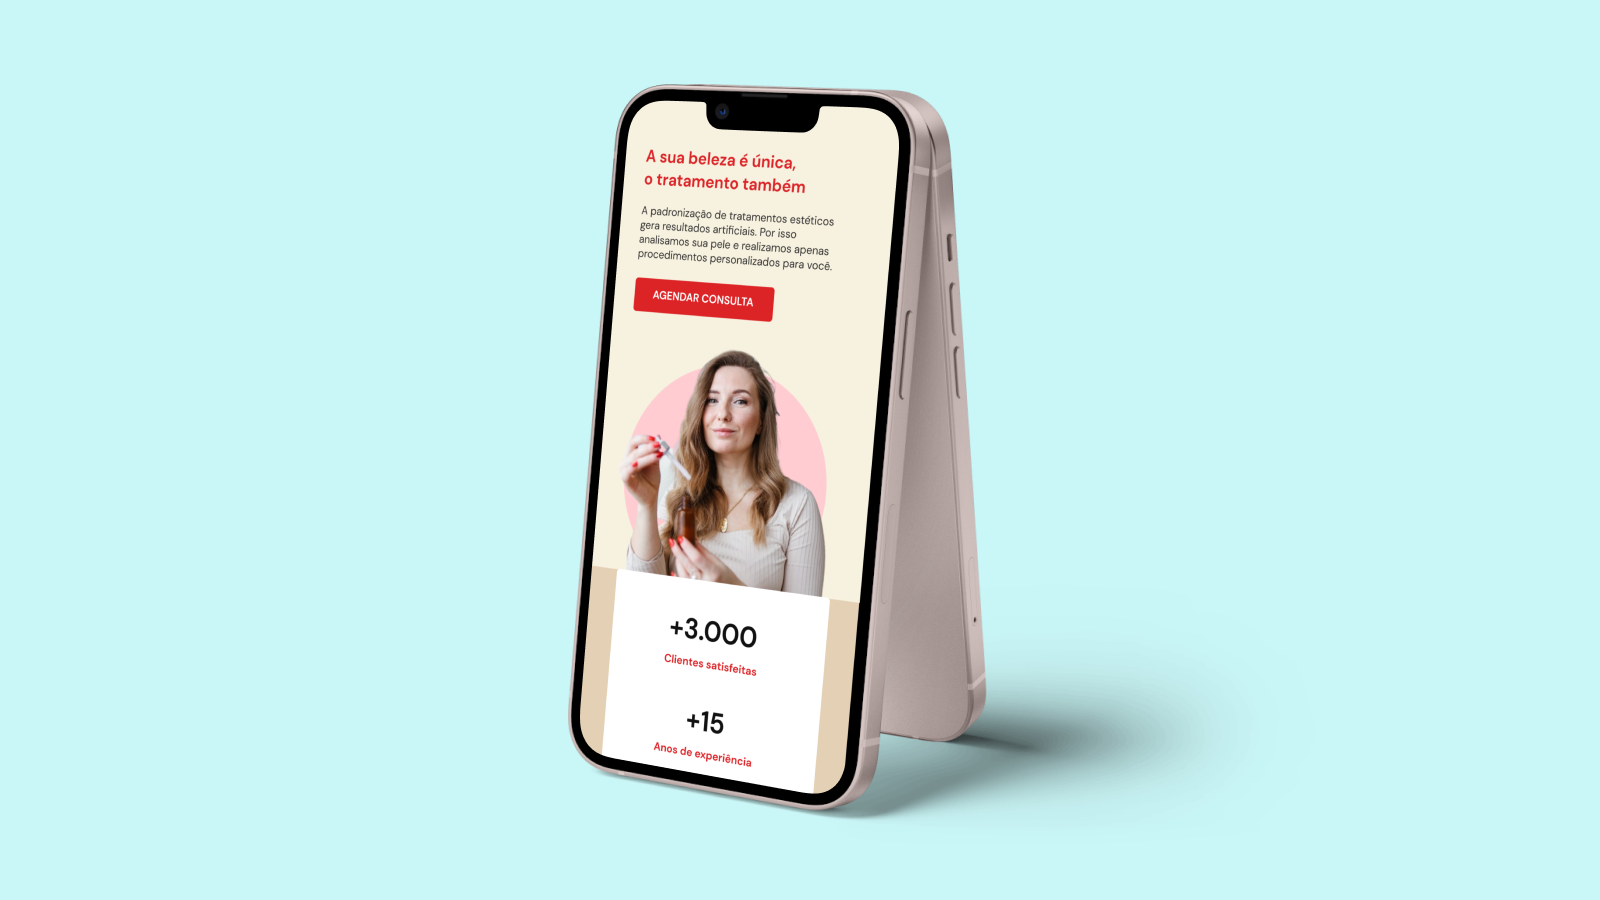 A sua beleza é única,
o tratamento também
A padronização de tratamentos estéticos
gera resultados artificiais. Por isso
analisamos sua pele e realizamos apenas
procedimentos personalizados para você.
AGENDAR CONSULTA
+3.000
Clientes satisfeitas
+15
Anos de experiência